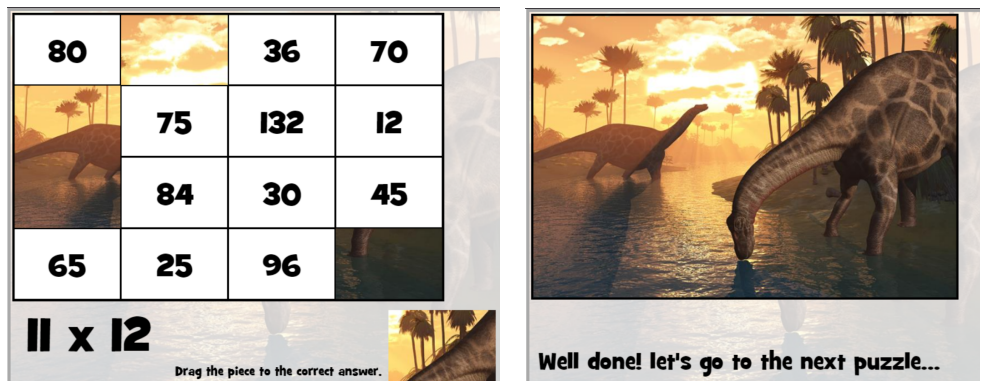 80 36 70
75 132 12
84 30 45
65 25 96
11 x 12
Drag the piece to the correct answer.
Well done! let's go to the next puzzle...